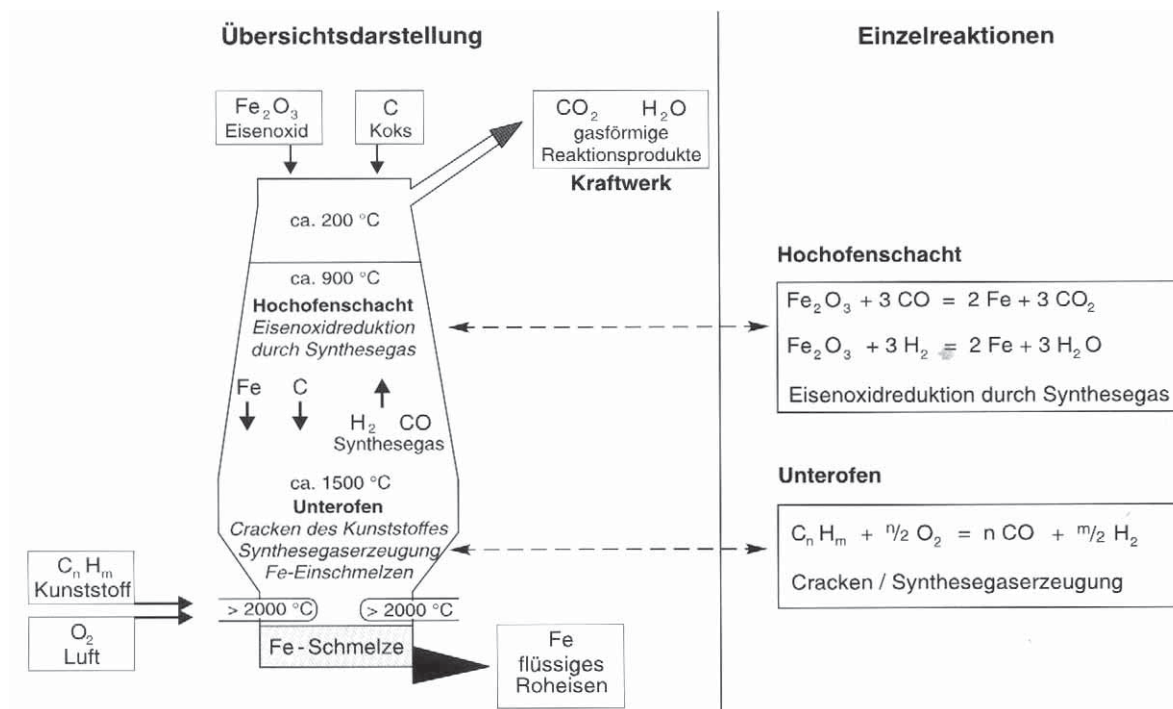 Übersichtsdarstellung
Fe₂O₃
Eisenoxid
C
Koks
CO₂ H₂O
gasförmige
Reaktionsprodukte
Kraftwerk
ca. 200 °C
ca. 900 °C
Hochofenschacht
Eisenoxidreduktion
durch Synthesegas
Fe C
H₂ CO
Synthesegas
ca. 1500 °C
Unterofen
Cracken des Kunststoffes
Synthesegaserzeugung
Fe-Einschmelzen
CₙHₘ
Kunststoff
O₂
Luft
> 2000 °C > 2000 °C
Fe-Schmelze
Fe
flüssiges
Roheisen
Einzelreaktionen
Hochofenschacht
Fe₂O₃ + 3 CO = 2 Fe + 3 CO₂
Fe₂O₃ + 3 H₂ = 2 Fe + 3 H₂O
Eisenoxidreduktion durch Synthesegas
Unterofen
CₙHₘ + n/2 O₂ = n CO + m/2 H₂
Cracken / Synthesegaserzeugung